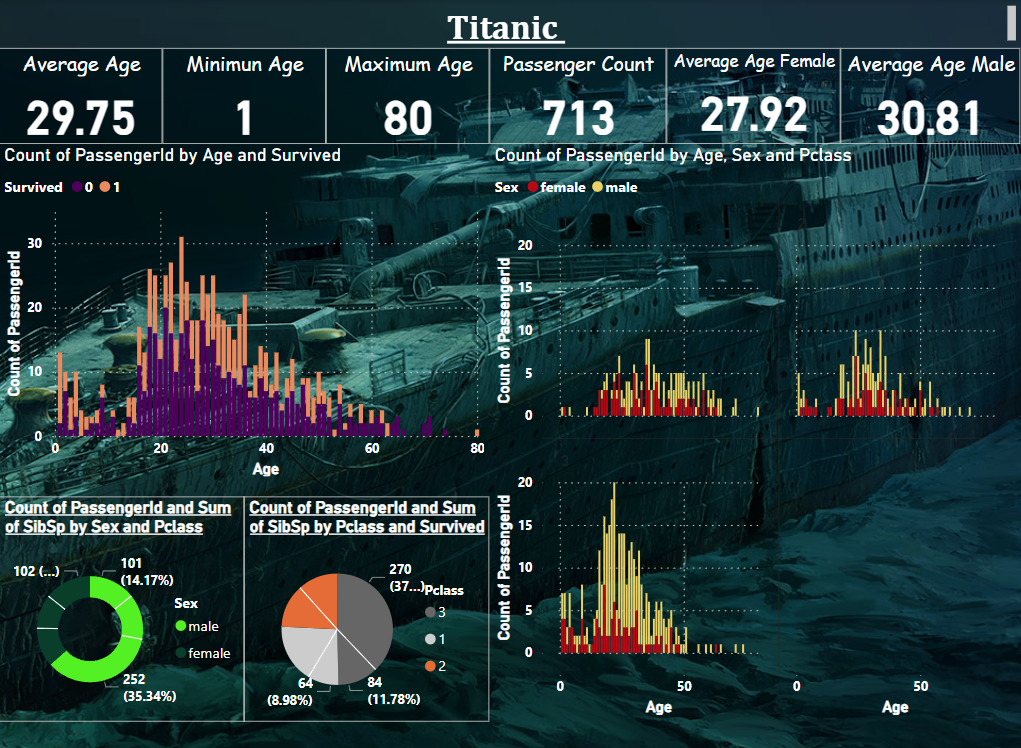 Titanic
Average Age
29.75
Minimun Age
1
Maximum Age
80
Passenger Count
713
Average Age Female
27.92
Average Age Male
30.81
Count of PassengerId by Age and Survived
Survived 0 1
Count of PassengerId
30
20
10
0
0 20 40 60 80
Age
Count of PassengerId by Age, Sex and Pclass
Sex female male
Count of PassengerId
20
15
10
5
0
Count of PassengerId
20
15
10
5
0
0 50
Age
0 50
Age
Count of PassengerId and Sum
of SibSp by Sex and Pclass
102 (...)
101
(14.17%)
252
(35.34%)
Sex
male
female
Count of PassengerId and Sum
of SibSp by Pclass and Survived
270
(37...)
64
(8.98%)
84
(11.78%)
Pclass
3
1
2